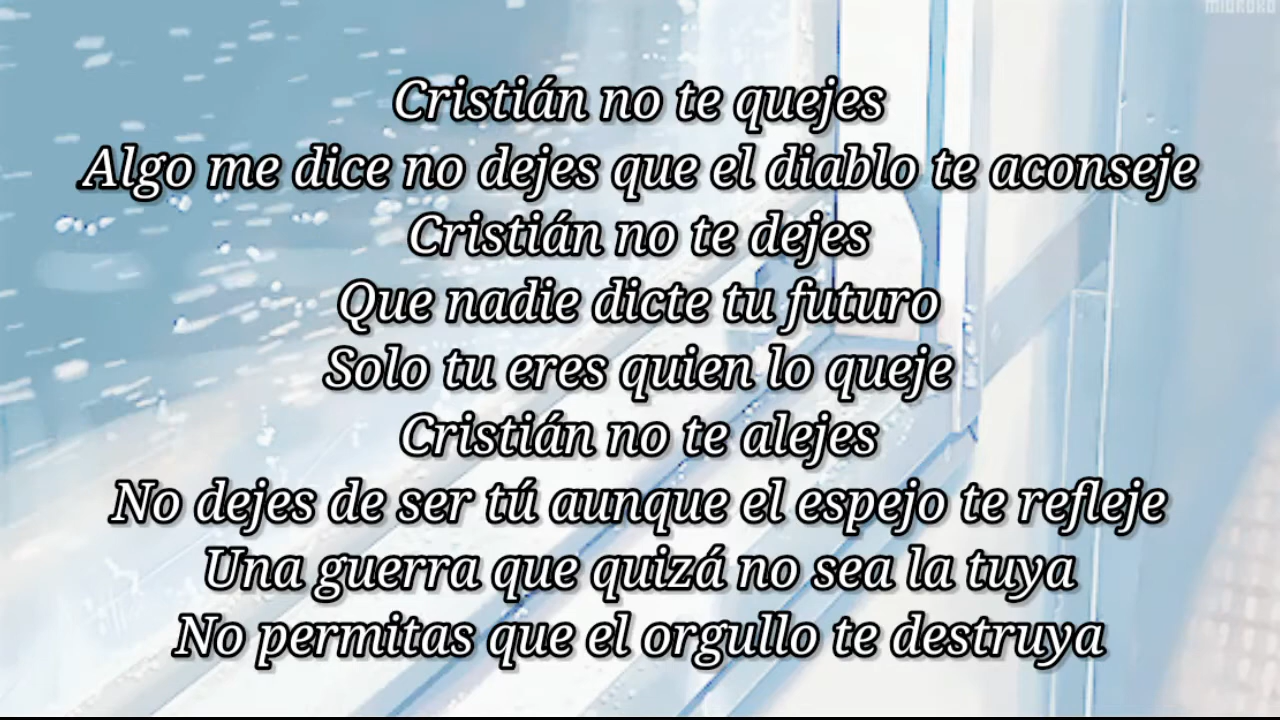 Cristián no te quejes
Algo me dice no dejes que el diablo te aconseje
Cristián no te dejes
Que nadie dicte tu futuro
Solo tu eres quien lo queje
Cristián no te alejes
No dejes de ser tú aunque el espejo te refleje
Una guerra que quizá no sea la tuya
No permitas que el orgullo te destruya